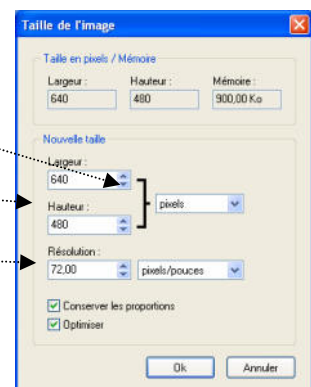 Taille de l'image
Taille en pixels / Mémoire
Largeur : Hauteur : Mémoire :
640 480 900,00 Ko
Nouvelle taille
Largeur :
640
pixels
Hauteur :
480
Résolution :
72,00 pixels/pouces
Conserver les proportions
Optimiser
Ok Annuler